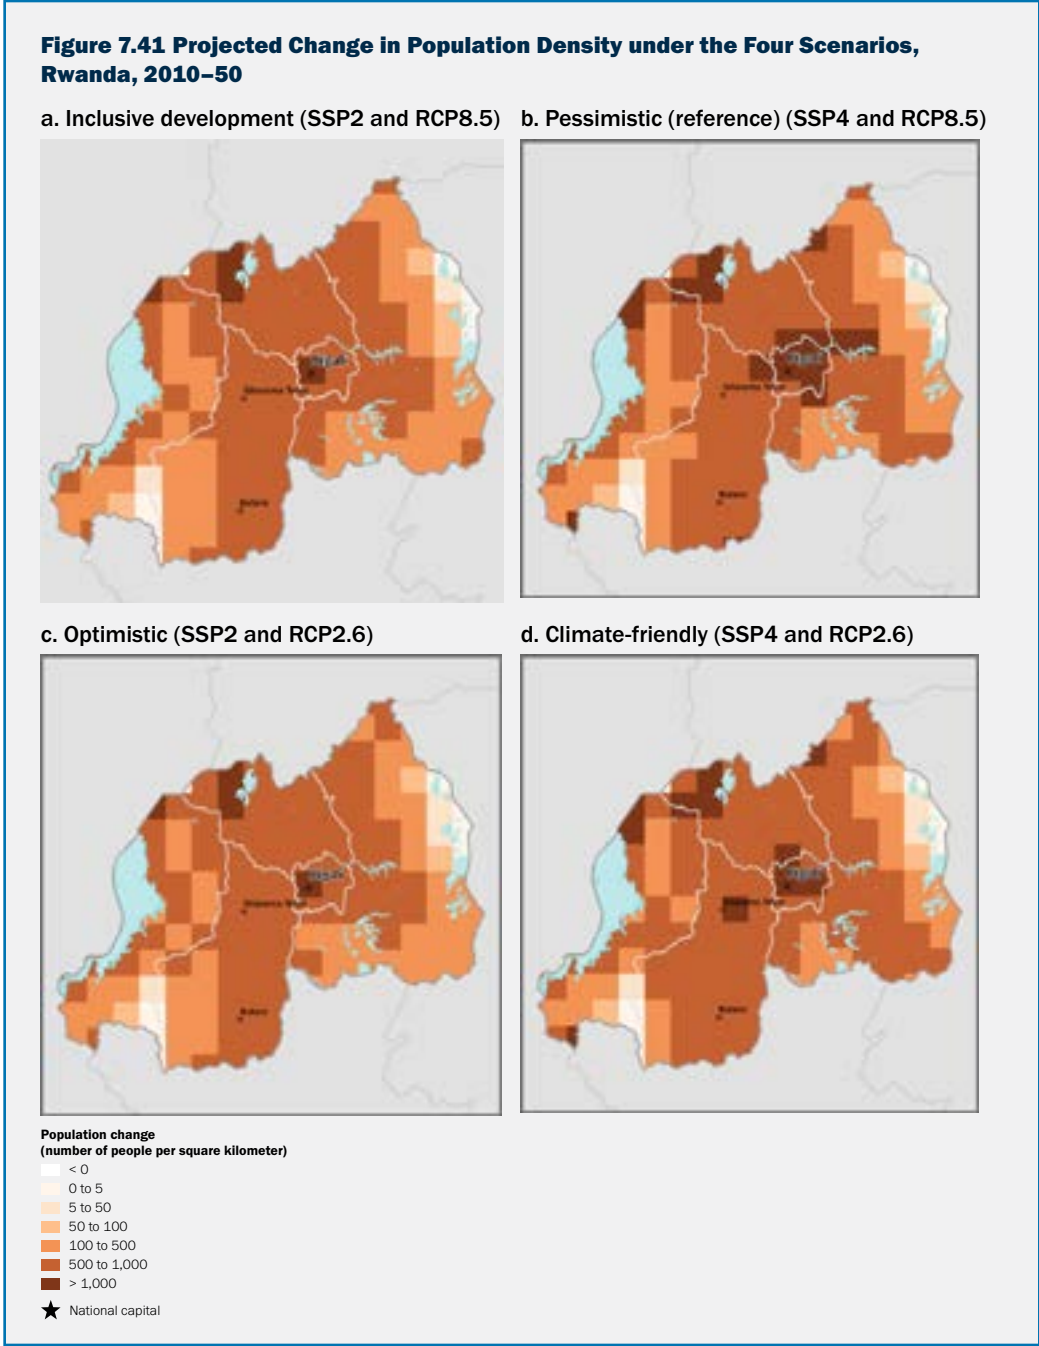 Figure 7.41 Projected Change in Population Density under the Four Scenarios,
Rwanda, 2010–50
a. Inclusive development (SSP2 and RCP8.5)
b. Pessimistic (reference) (SSP4 and RCP8.5)
c. Optimistic (SSP2 and RCP2.6)
d. Climate-friendly (SSP4 and RCP2.6)
Population change
(number of people per square kilometer)
< 0
0 to 5
5 to 50
50 to 100
100 to 500
500 to 1,000
> 1,000
National capital